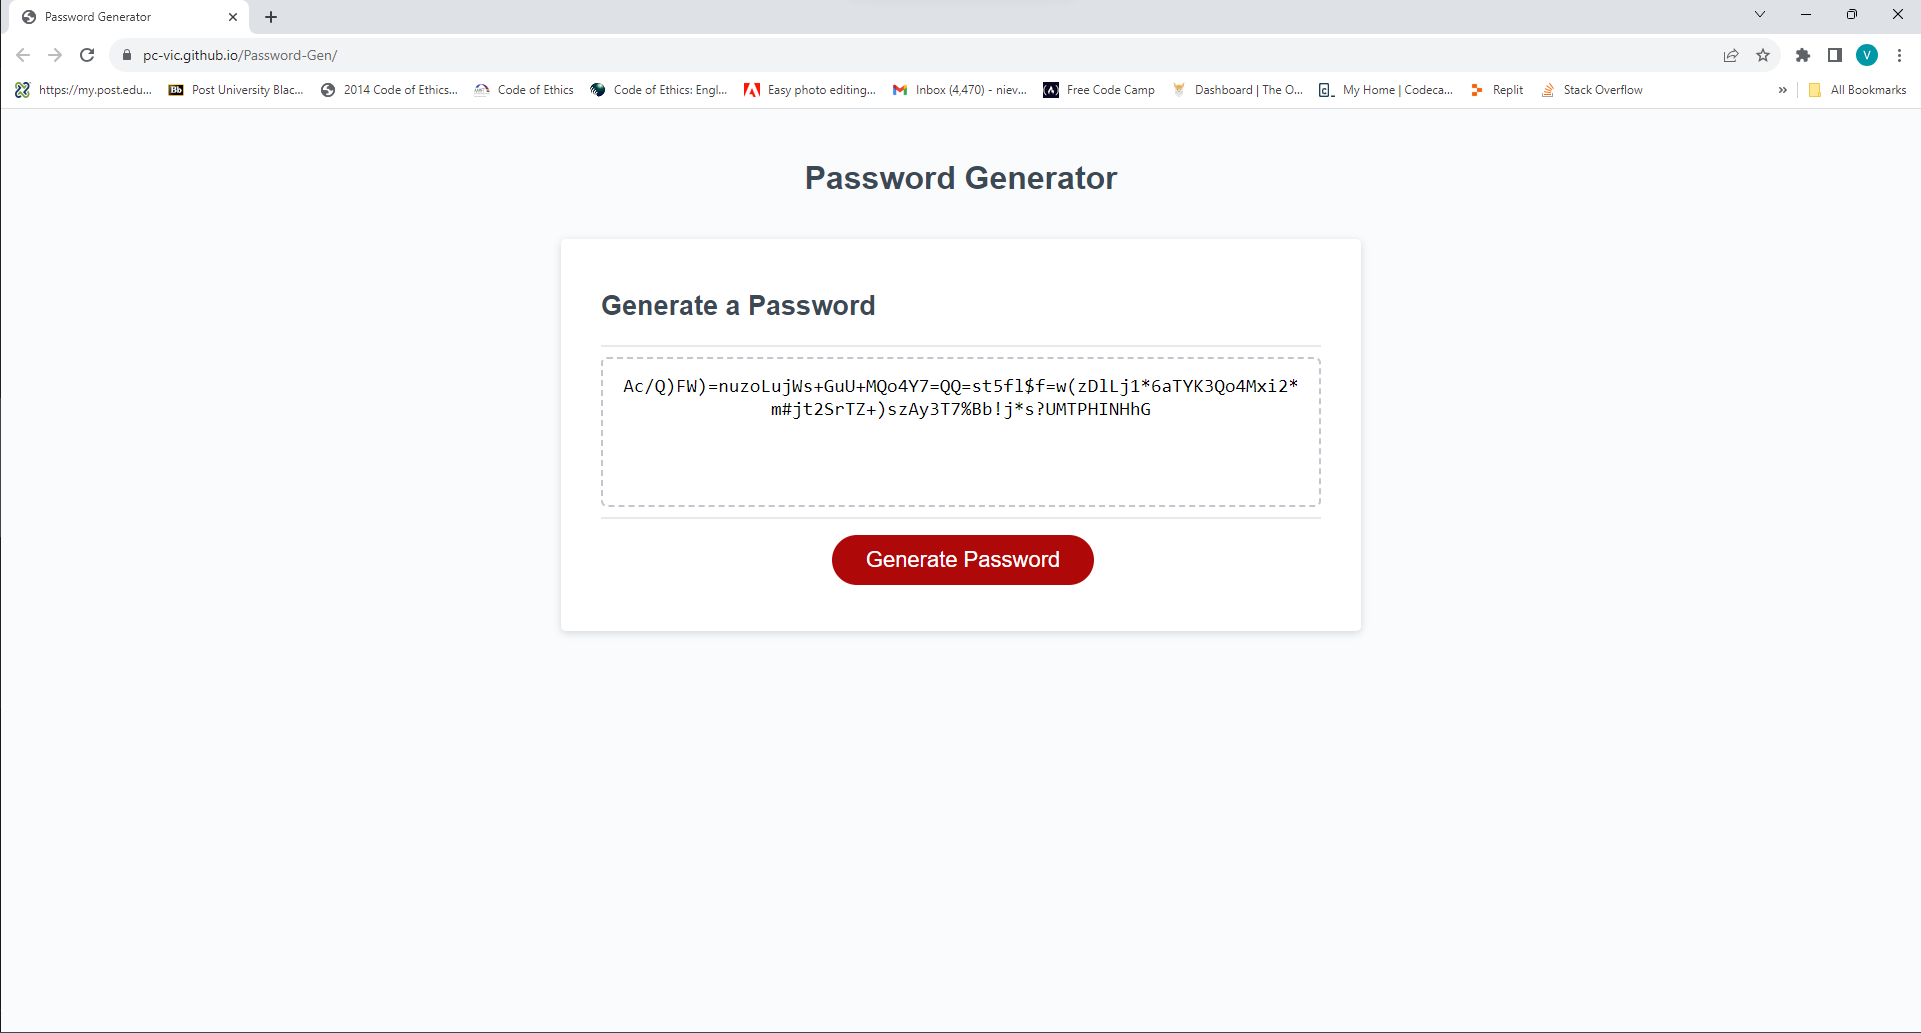 Password Generator
pc-vic.github.io/Password-Gen/
V
https://my.post.edu...
Bb Post University Blac...
2014 Code of Ethics...
Code of Ethics
Code of Ethics: Engl...
Easy photo editing...
Inbox (4,470) - niev...
Free Code Camp
Dashboard | The O...
My Home | Codeca...
Replit
Stack Overflow
»
All Bookmarks
Password Generator
Generate a Password
Ac/Q)FW)=nuzoLujWs+GuU+MQo4Y7=QQ=st5fl$f=w(zDlLj1*6aTYK3Qo4Mxi2*
m#jt2SrTZ+)szAy3T7%Bb!j*s?UMTPHINHhG
Generate Password